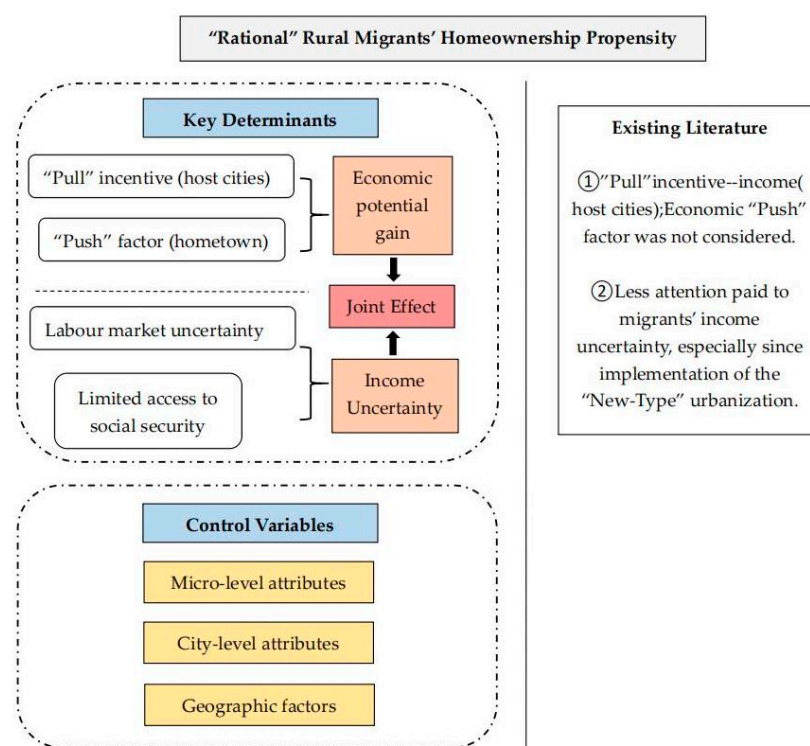 “Rational” Rural Migrants’ Homeownership Propensity
Key Determinants
“Pull” incentive (host cities)
“Push” factor (hometown)
Economic
potential
gain
Joint Effect
Labour market uncertainty
Limited access to
social security
Income
Uncertainty
Control Variables
Micro-level attributes
City-level attributes
Geographic factors
Existing Literature
①”Pull”incentive--income(
host cities);Economic “Push”
factor was not considered.
②Less attention paid to
migrants’ income
uncertainty, especially since
implementation of the
“New-Type” urbanization.